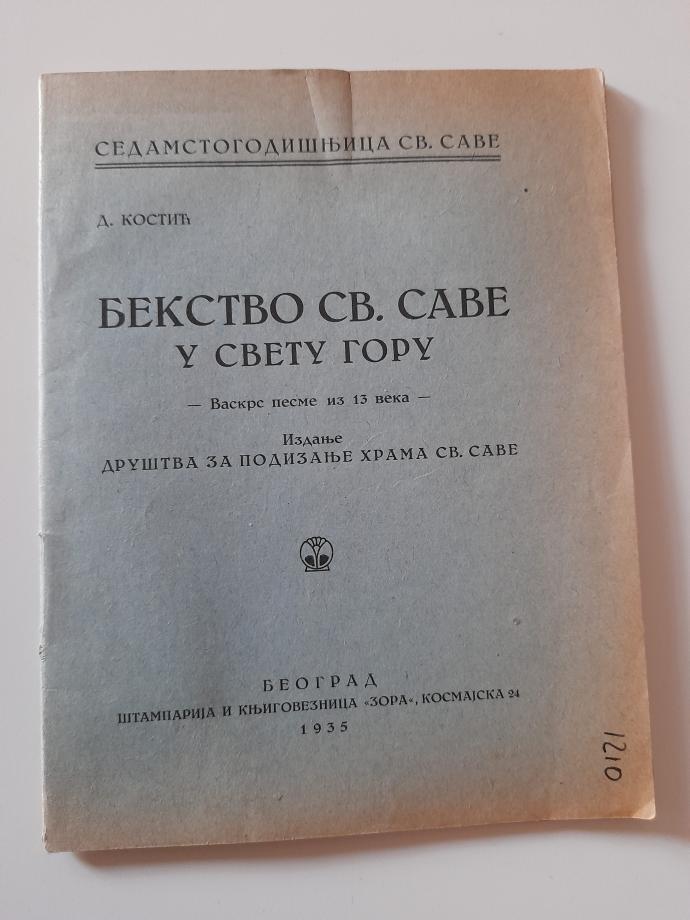 СЕДАМСТОГОДИШЊИЦА СВ. САВЕ
Д. КОСТИЋ
БЕКСТВО СВ. САВЕ
У СВЕТУ ГОРУ
— Васкрс песме из 13 века —
Издање
ДРУШТВА ЗА ПОДИЗАЊЕ ХРАМА СВ. САВЕ
БЕОГРАД
ШТАМПАРИЈА И КЊИГОВЕЗНИЦА «ЗОРА«, КОСМАЈСКА 24
1935
1210